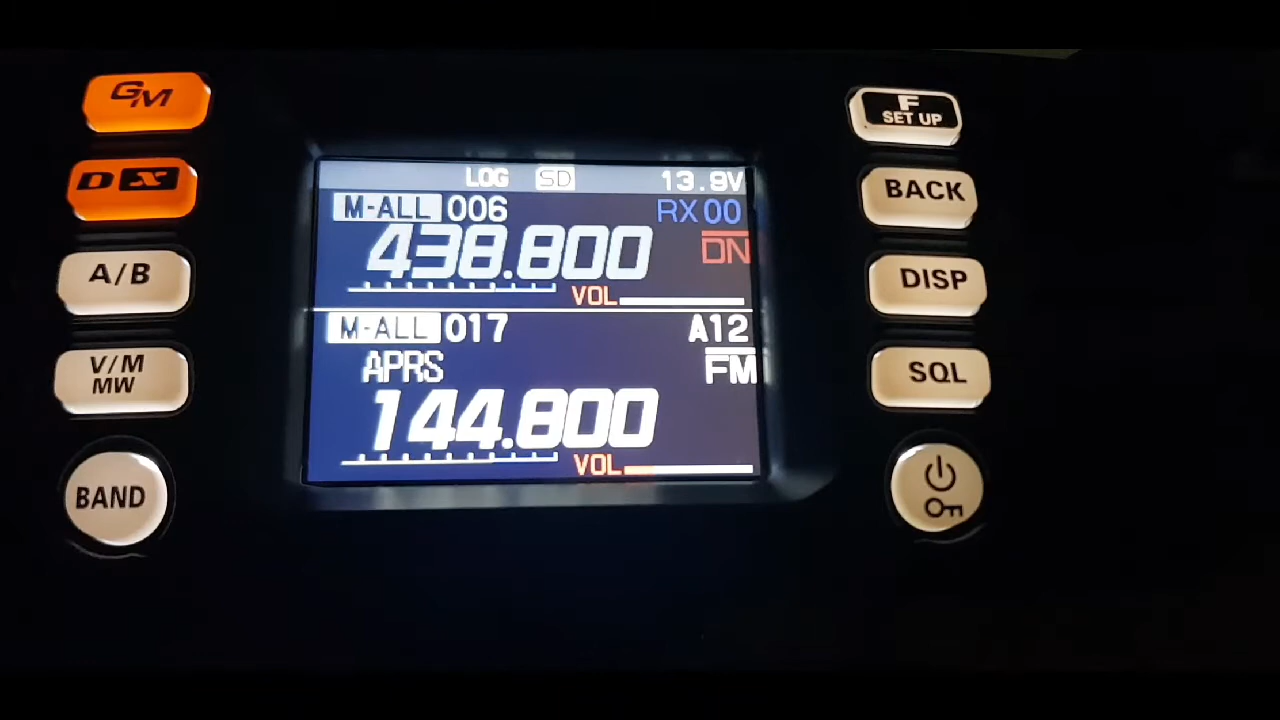 GM
DX
A/B
V/M
MW
BAND
LOG SD 13.9V
M-ALL 006 RX 00
438.800 DN
VOL
M-ALL 017 A12
APRS FM
144.800
VOL
F
SET UP
BACK
DISP
SQL